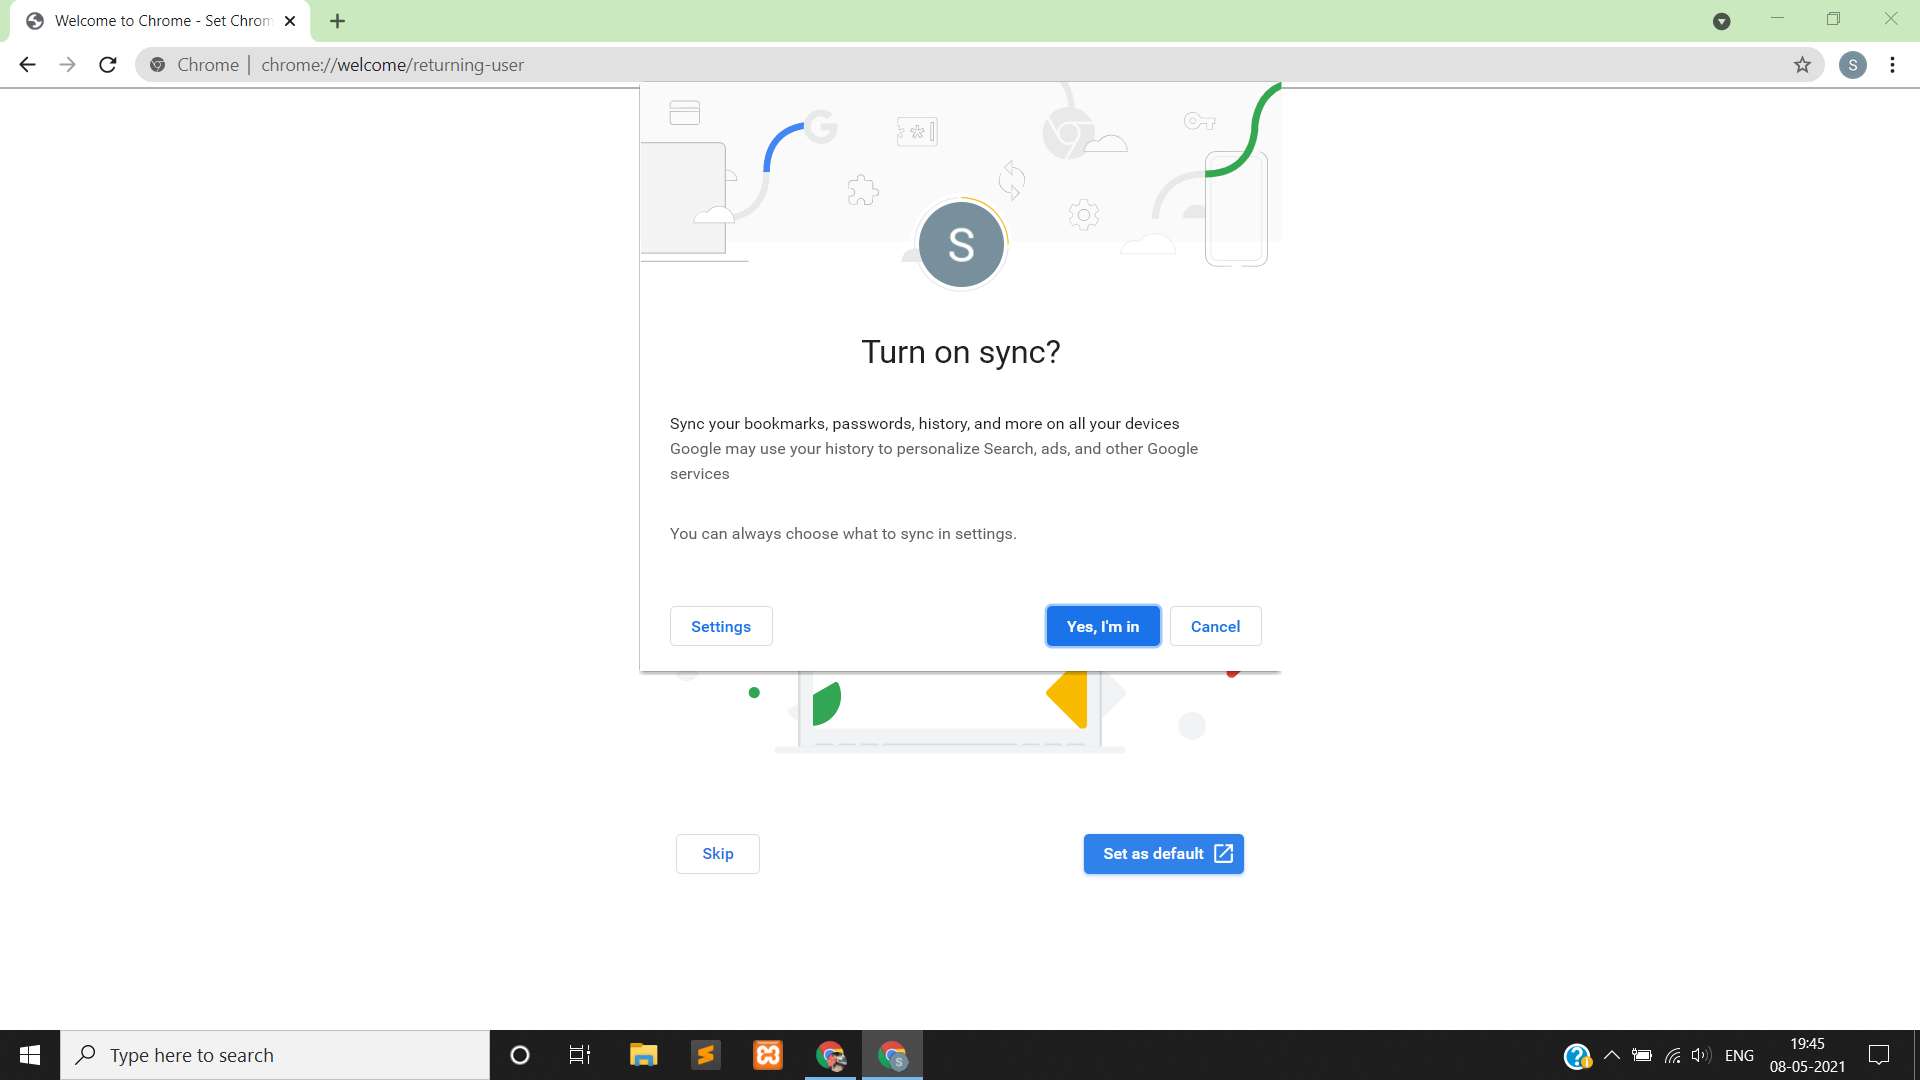 Welcome to Chrome - Set Chrom
Chrome | chrome://welcome/returning-user
S
G
*
S
Turn on sync?
Sync your bookmarks, passwords, history, and more on all your devices
Google may use your history to personalize Search, ads, and other Google
services
You can always choose what to sync in settings.
Settings
Yes, I'm in
Cancel
Skip
Set as default
Type here to search
S
ENG
19:45
08-05-2021